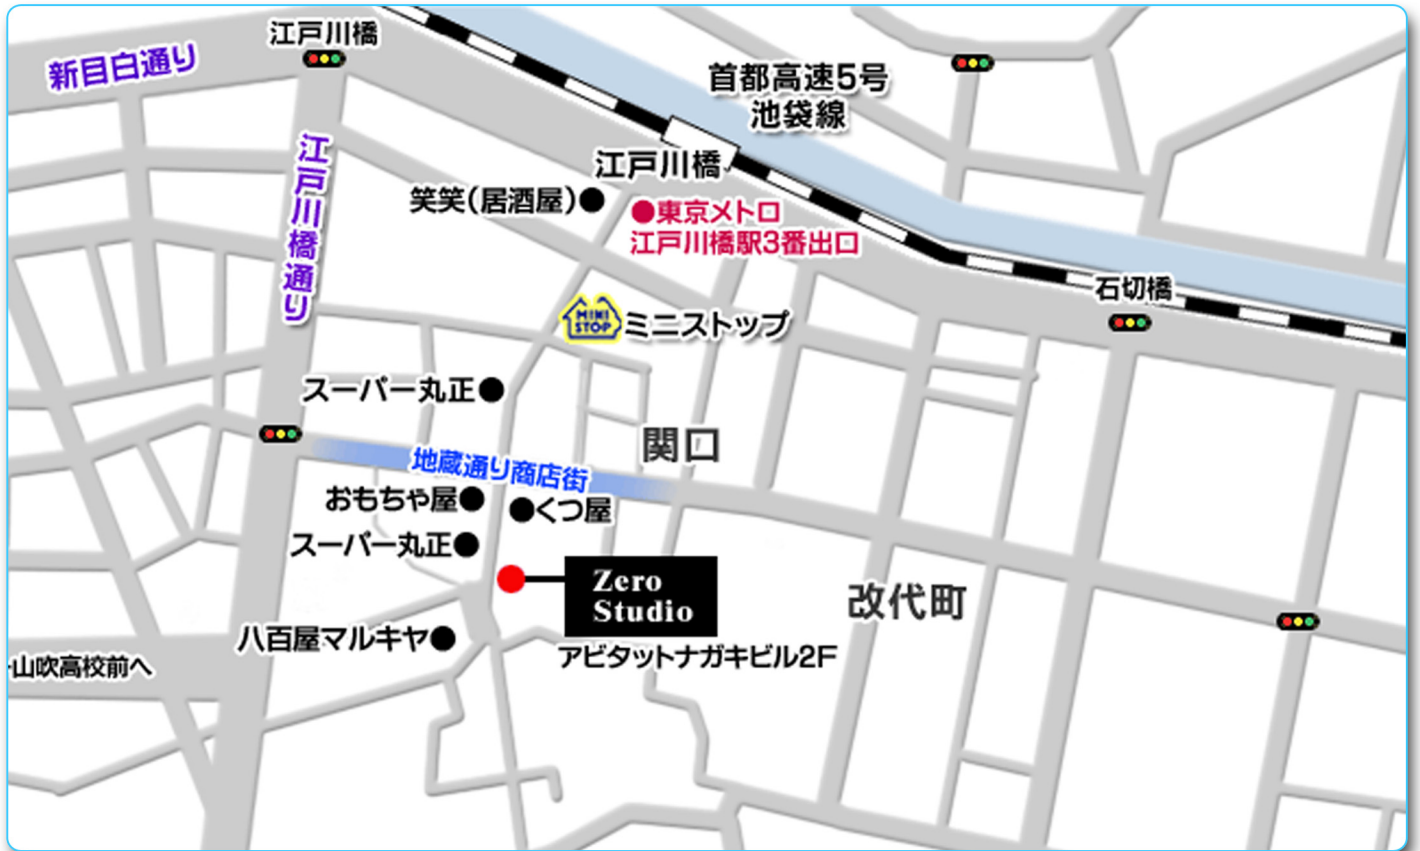 江戸川橋
新目白通り
首都高速5号
池袋線
江戸川橋通り
江戸川橋
笑笑(居酒屋)
東京メトロ
江戸川橋駅3番出口
石切橋
MINI
STOP
ミニストップ
スーパー丸正
関口
地蔵通り商店街
おもちゃ屋
くつ屋
スーパー丸正
Zero
Studio
改代町
八百屋マルキヤ
アビタットナガキビル2F
山吹高校前へ